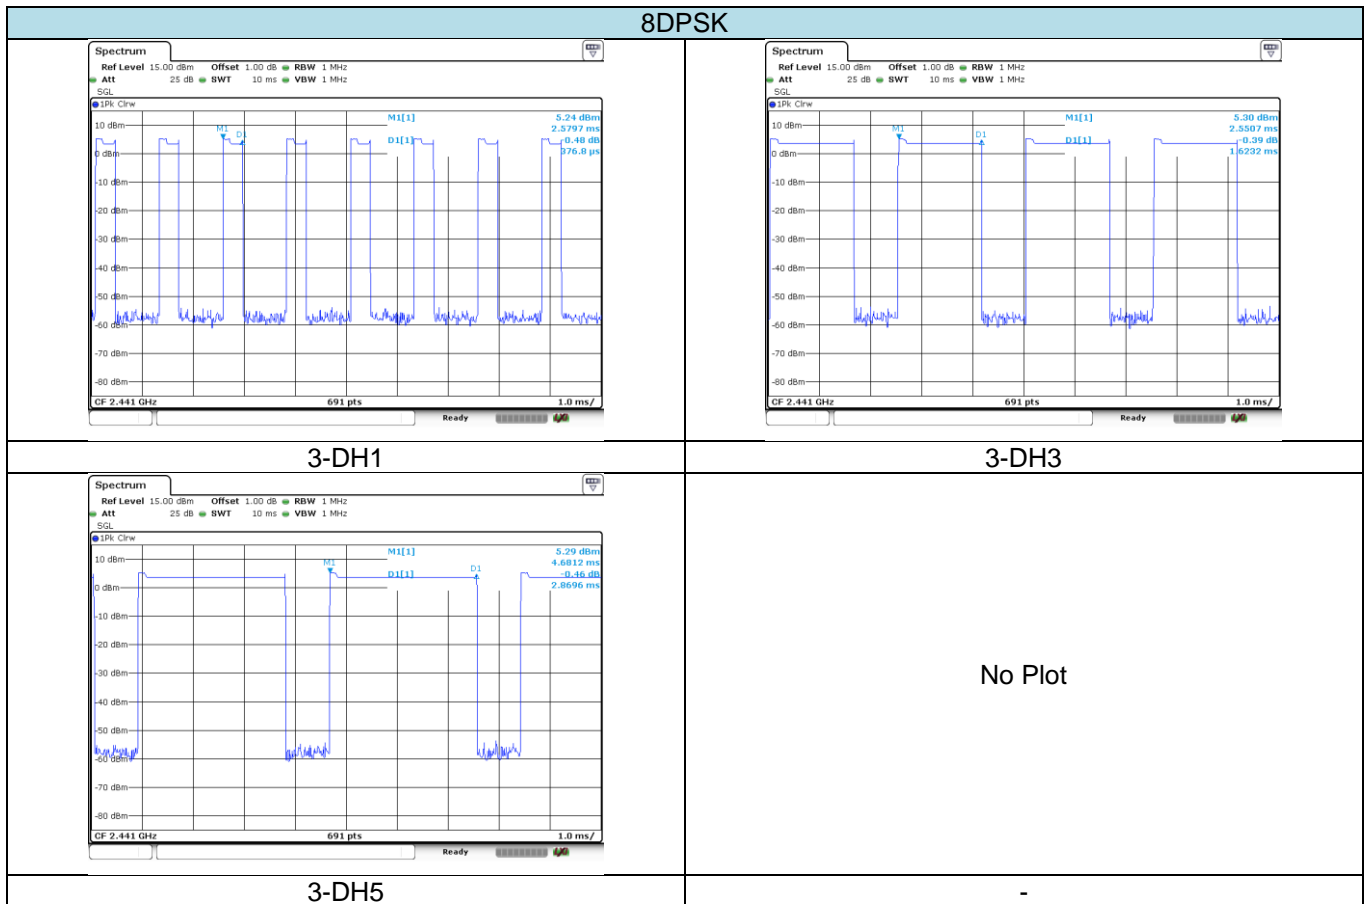 8DPSK
Spectrum
Ref Level 15.00 dBm Offset 1.00 dB RBW 1 MHz
Att 25 dB SWT 10 ms VBW 1 MHz
SGL
1Pk Clrw
M1[1] 5.24 dBm
2.5797 ms
D1[1] -0.48 dB
376.8 µs
M1
D1
10 dBm
0 dBm
-10 dBm
-20 dBm
-30 dBm
-40 dBm
-50 dBm
-60 dBm
-70 dBm
-80 dBm
CF 2.441 GHz 691 pts 1.0 ms/
Ready
3-DH1
Spectrum
Ref Level 15.00 dBm Offset 1.00 dB RBW 1 MHz
Att 25 dB SWT 10 ms VBW 1 MHz
SGL
1Pk Clrw
M1[1] 5.30 dBm
2.5507 ms
D1[1] -0.39 dB
1.6232 ms
M1
D1
10 dBm
0 dBm
-10 dBm
-20 dBm
-30 dBm
-40 dBm
-50 dBm
-60 dBm
-70 dBm
-80 dBm
CF 2.441 GHz 691 pts 1.0 ms/
Ready
3-DH3
Spectrum
Ref Level 15.00 dBm Offset 1.00 dB RBW 1 MHz
Att 25 dB SWT 10 ms VBW 1 MHz
SGL
1Pk Clrw
M1[1] 5.29 dBm
4.6812 ms
D1[1] -0.46 dB
2.8696 ms
M1
D1
10 dBm
0 dBm
-10 dBm
-20 dBm
-30 dBm
-40 dBm
-50 dBm
-60 dBm
-70 dBm
-80 dBm
CF 2.441 GHz 691 pts 1.0 ms/
Ready
3-DH5
No Plot
-